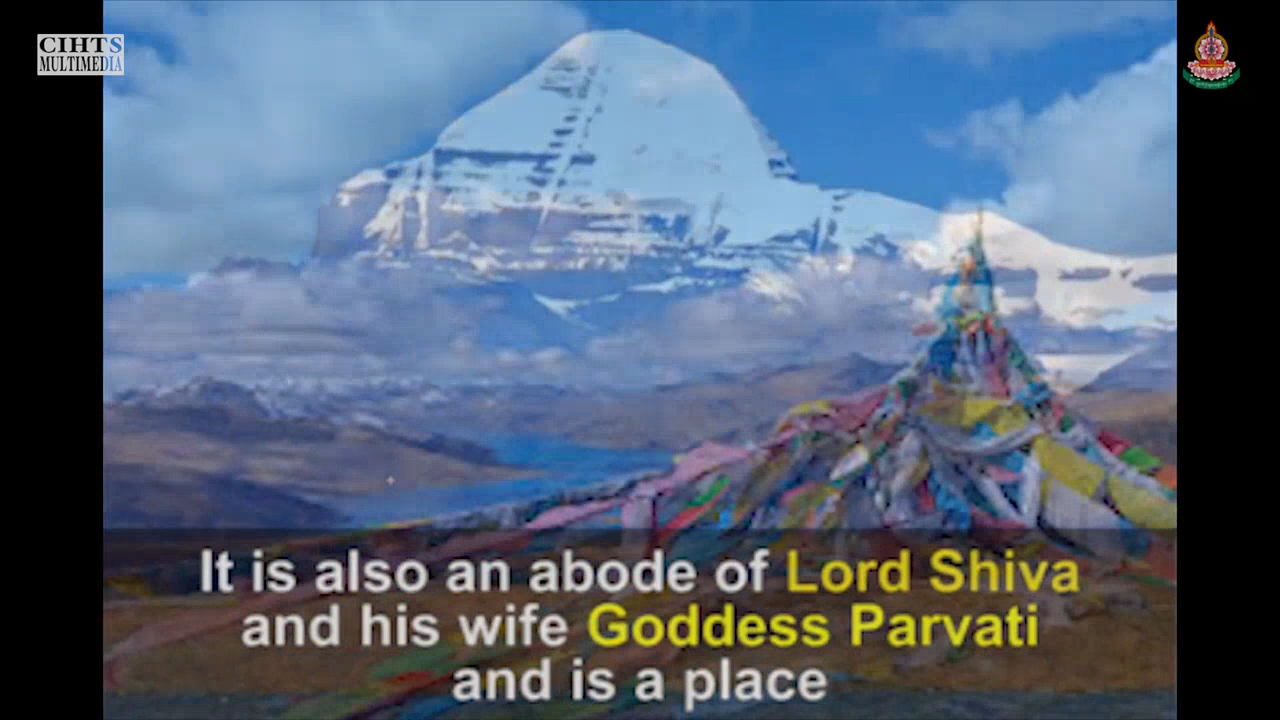 CIHTS
MULTIMEDIA
It is also an abode of Lord Shiva
and his wife Goddess Parvati
and is a place